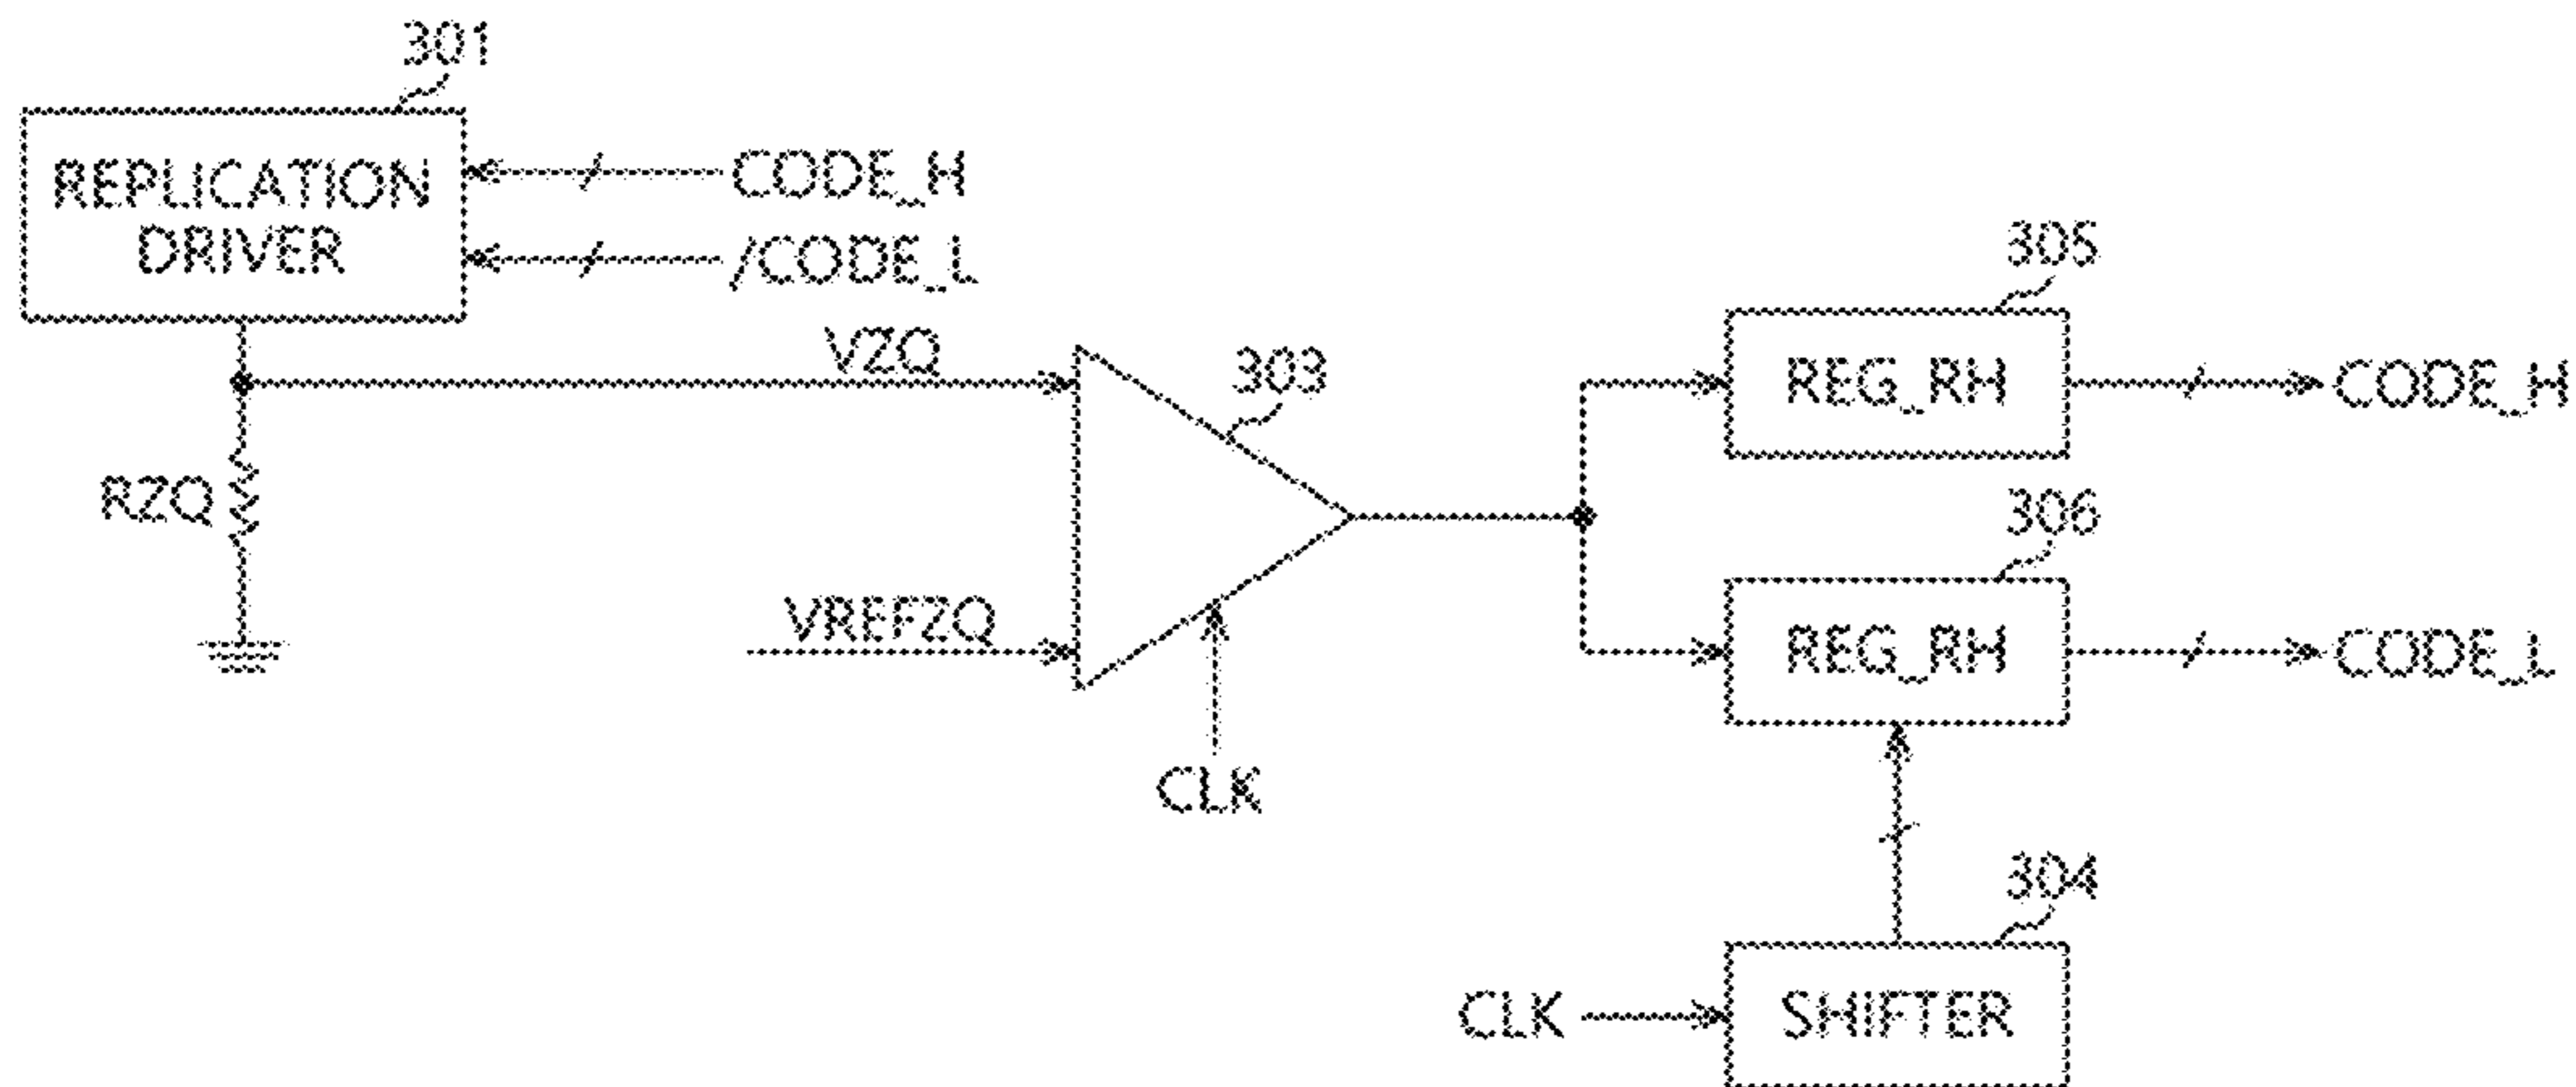 301
REPLICATION
DRIVER
CODE_H
/CODE_L
VZQ
303
305
REG_RH
CODE_H
RZQ
306
VREFZQ
REG_RH
CODE_L
CLK
304
CLK
SHIFTER